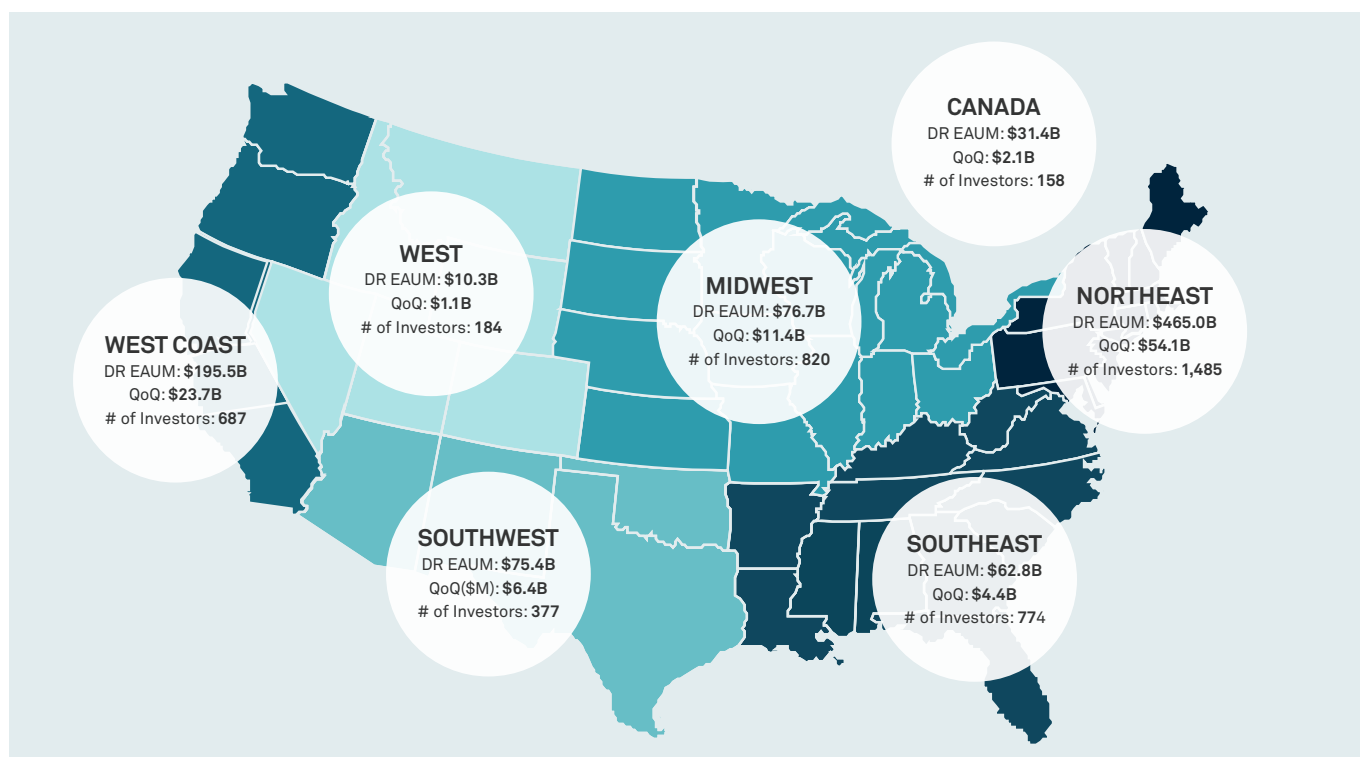 CANADA
DR EAUM: $31.4B
QoQ: $2.1B
# of Investors: 158
WEST
DR EAUM: $10.3B
QoQ: $1.1B
# of Investors: 184
MIDWEST
DR EAUM: $76.7B
QoQ: $11.4B
# of Investors: 820
NORTHEAST
DR EAUM: $465.0B
QoQ: $54.1B
# of Investors: 1,485
WEST COAST
DR EAUM: $195.5B
QoQ: $23.7B
# of Investors: 687
SOUTHWEST
DR EAUM: $75.4B
QoQ($M): $6.4B
# of Investors: 377
SOUTHEAST
DR EAUM: $62.8B
QoQ: $4.4B
# of Investors: 774